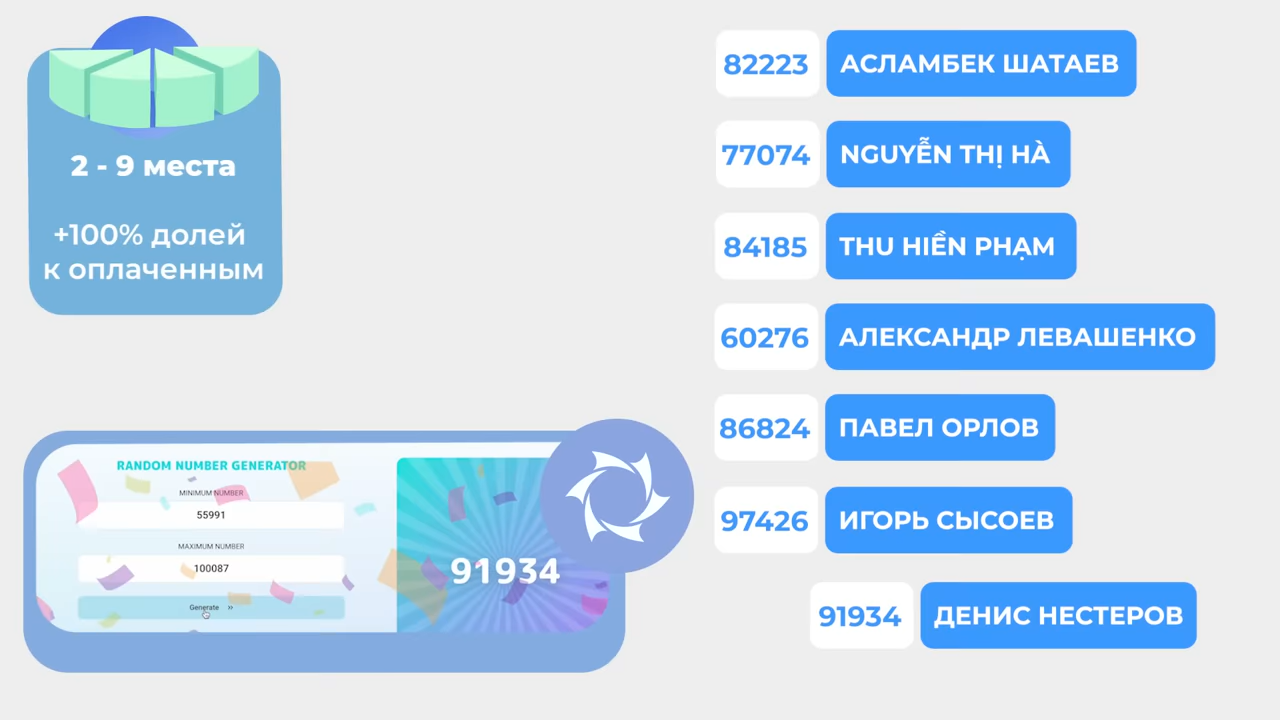 2 - 9 места
+100% долей
к оплаченным
RANDOM NUMBER GENERATOR
MINIMUM NUMBER
55991
MAXIMUM NUMBER
100087
Generate »
91934
82223 АСЛАМБЕК ШАТАЕВ
77074 NGUYỄN THỊ HÀ
84185 THU HIỀN PHẠM
60276 АЛЕКСАНДР ЛЕВАШЕНКО
86824 ПАВЕЛ ОРЛОВ
97426 ИГОРЬ СЫСОЕВ
91934 ДЕНИС НЕСТЕРОВ